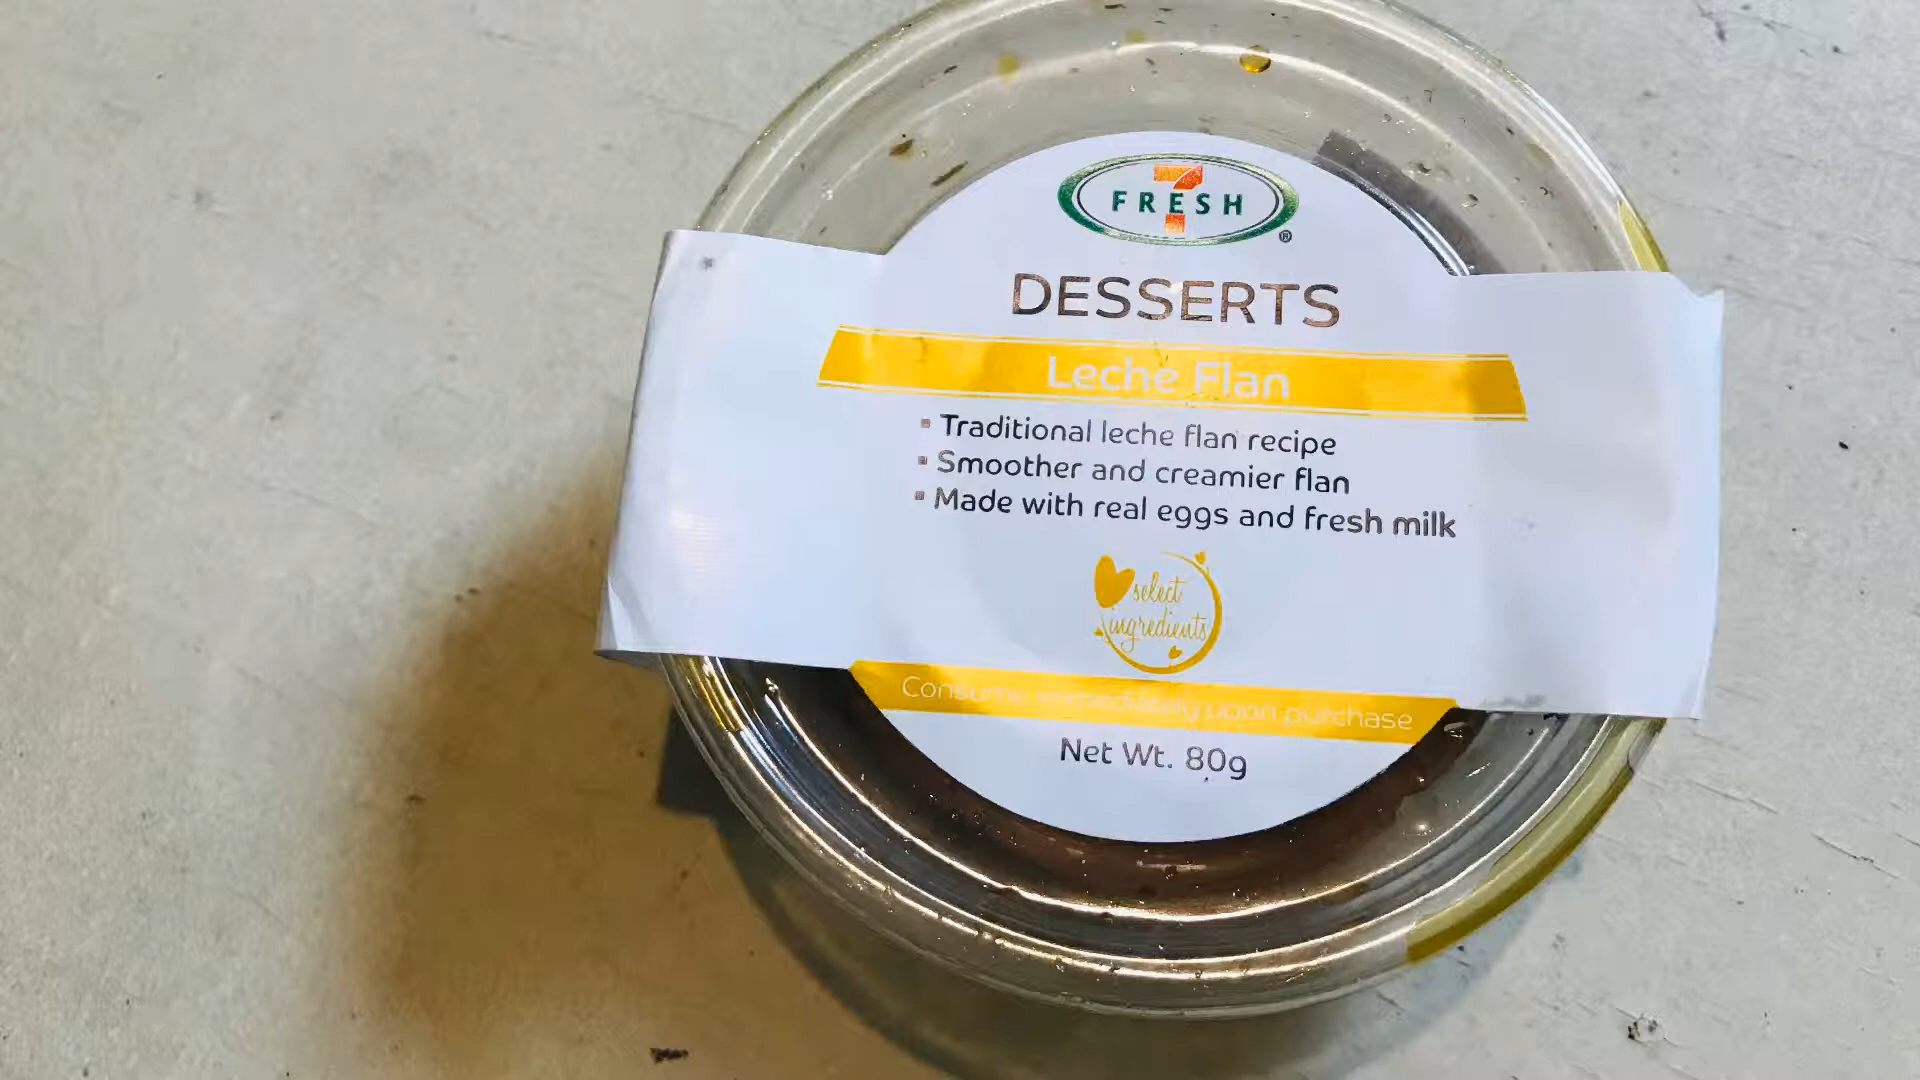 7 FRESH ®
DESSERTS
Leche Flan
▪ Traditional leche flan recipe
▪ Smoother and creamier flan
▪ Made with real eggs and fresh milk
select
ingredients
Consume immediately upon purchase
Net Wt. 80g